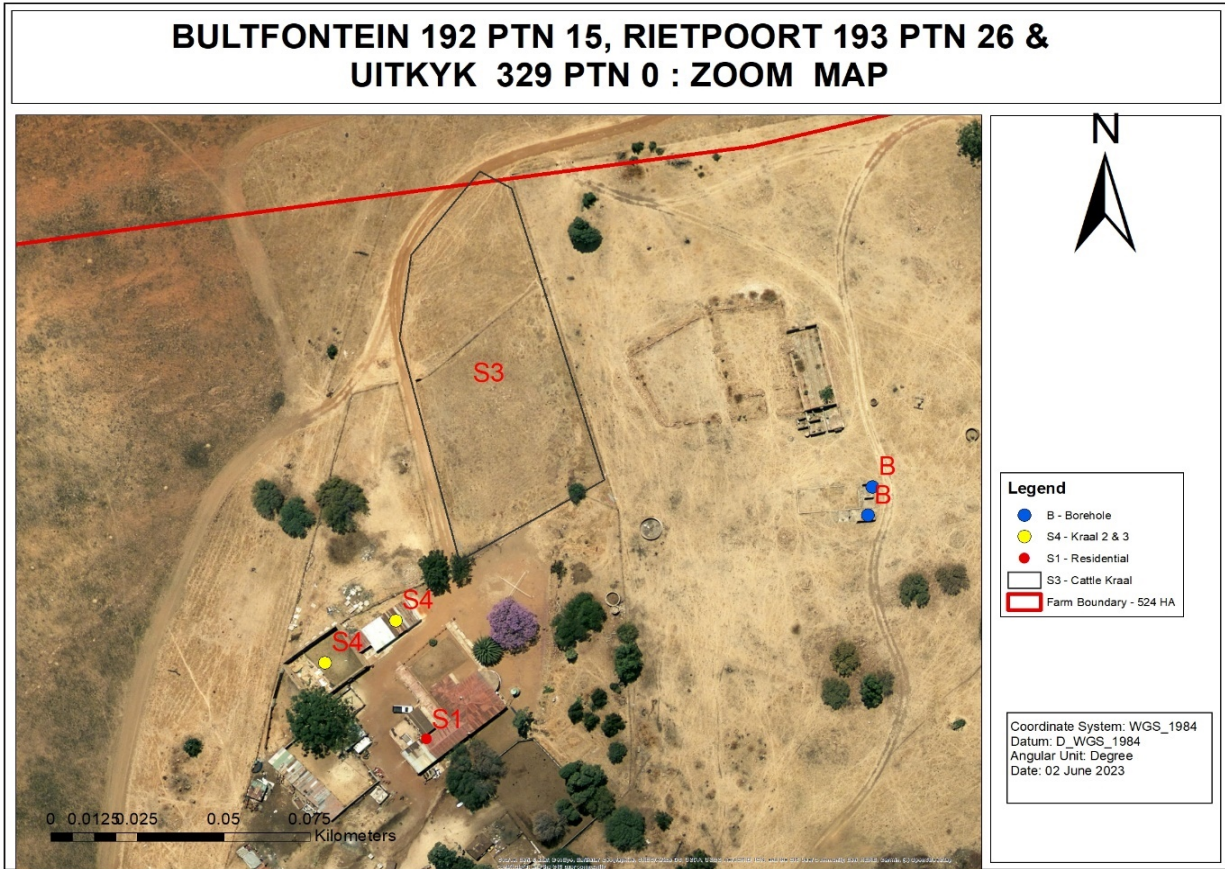 BULTFONTEIN 192 PTN 15, RIETPOORT 193 PTN 26 &
UITKYK 329 PTN 0 : ZOOM MAP
N
S3
B
B
S4
S4
S1
0 0.0125 0.025 0.05 0.075
Kilometers
Legend
B - Borehole
S4 - Kraal 2 & 3
S1 - Residential
S3 - Cattle Kraal
Farm Boundary - 524 HA
Coordinate System: WGS_1984
Datum: D_WGS_1984
Angular Unit: Degree
Date: 02 June 2023